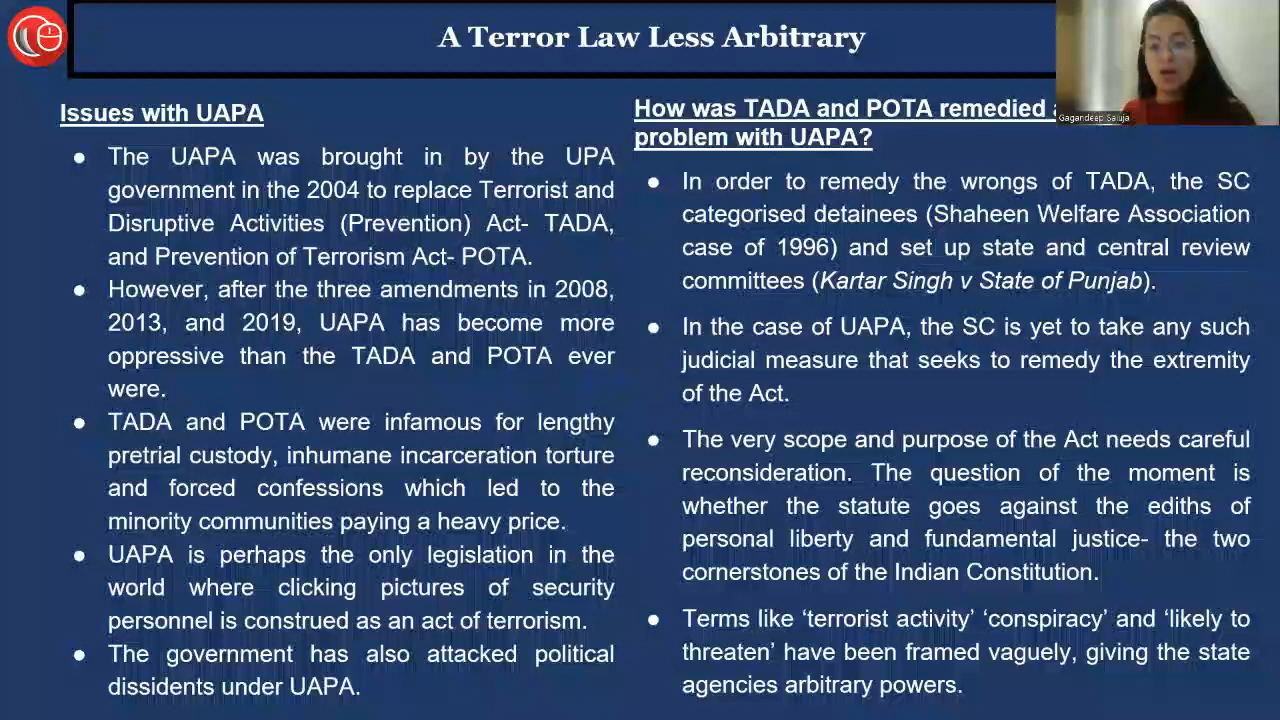 A Terror Law Less Arbitrary
Gagandeep Saluja
Issues with UAPA
● The UAPA was brought in by the UPA
government in the 2004 to replace Terrorist and
Disruptive Activities (Prevention) Act- TADA,
and Prevention of Terrorism Act- POTA.
● However, after the three amendments in 2008,
2013, and 2019, UAPA has become more
oppressive than the TADA and POTA ever
were.
● TADA and POTA were infamous for lengthy
pretrial custody, inhumane incarceration torture
and forced confessions which led to the
minority communities paying a heavy price.
● UAPA is perhaps the only legislation in the
world where clicking pictures of security
personnel is construed as an act of terrorism.
● The government has also attacked political
dissidents under UAPA.
How was TADA and POTA remedied
problem with UAPA?
● In order to remedy the wrongs of TADA, the SC
categorised detainees (Shaheen Welfare Association
case of 1996) and set up state and central review
committees (Kartar Singh v State of Punjab).
● In the case of UAPA, the SC is yet to take any such
judicial measure that seeks to remedy the extremity
of the Act.
● The very scope and purpose of the Act needs careful
reconsideration. The question of the moment is
whether the statute goes against the ediths of
personal liberty and fundamental justice- the two
cornerstones of the Indian Constitution.
● Terms like ‘terrorist activity’ ‘conspiracy’ and ‘likely to
threaten’ have been framed vaguely, giving the state
agencies arbitrary powers.